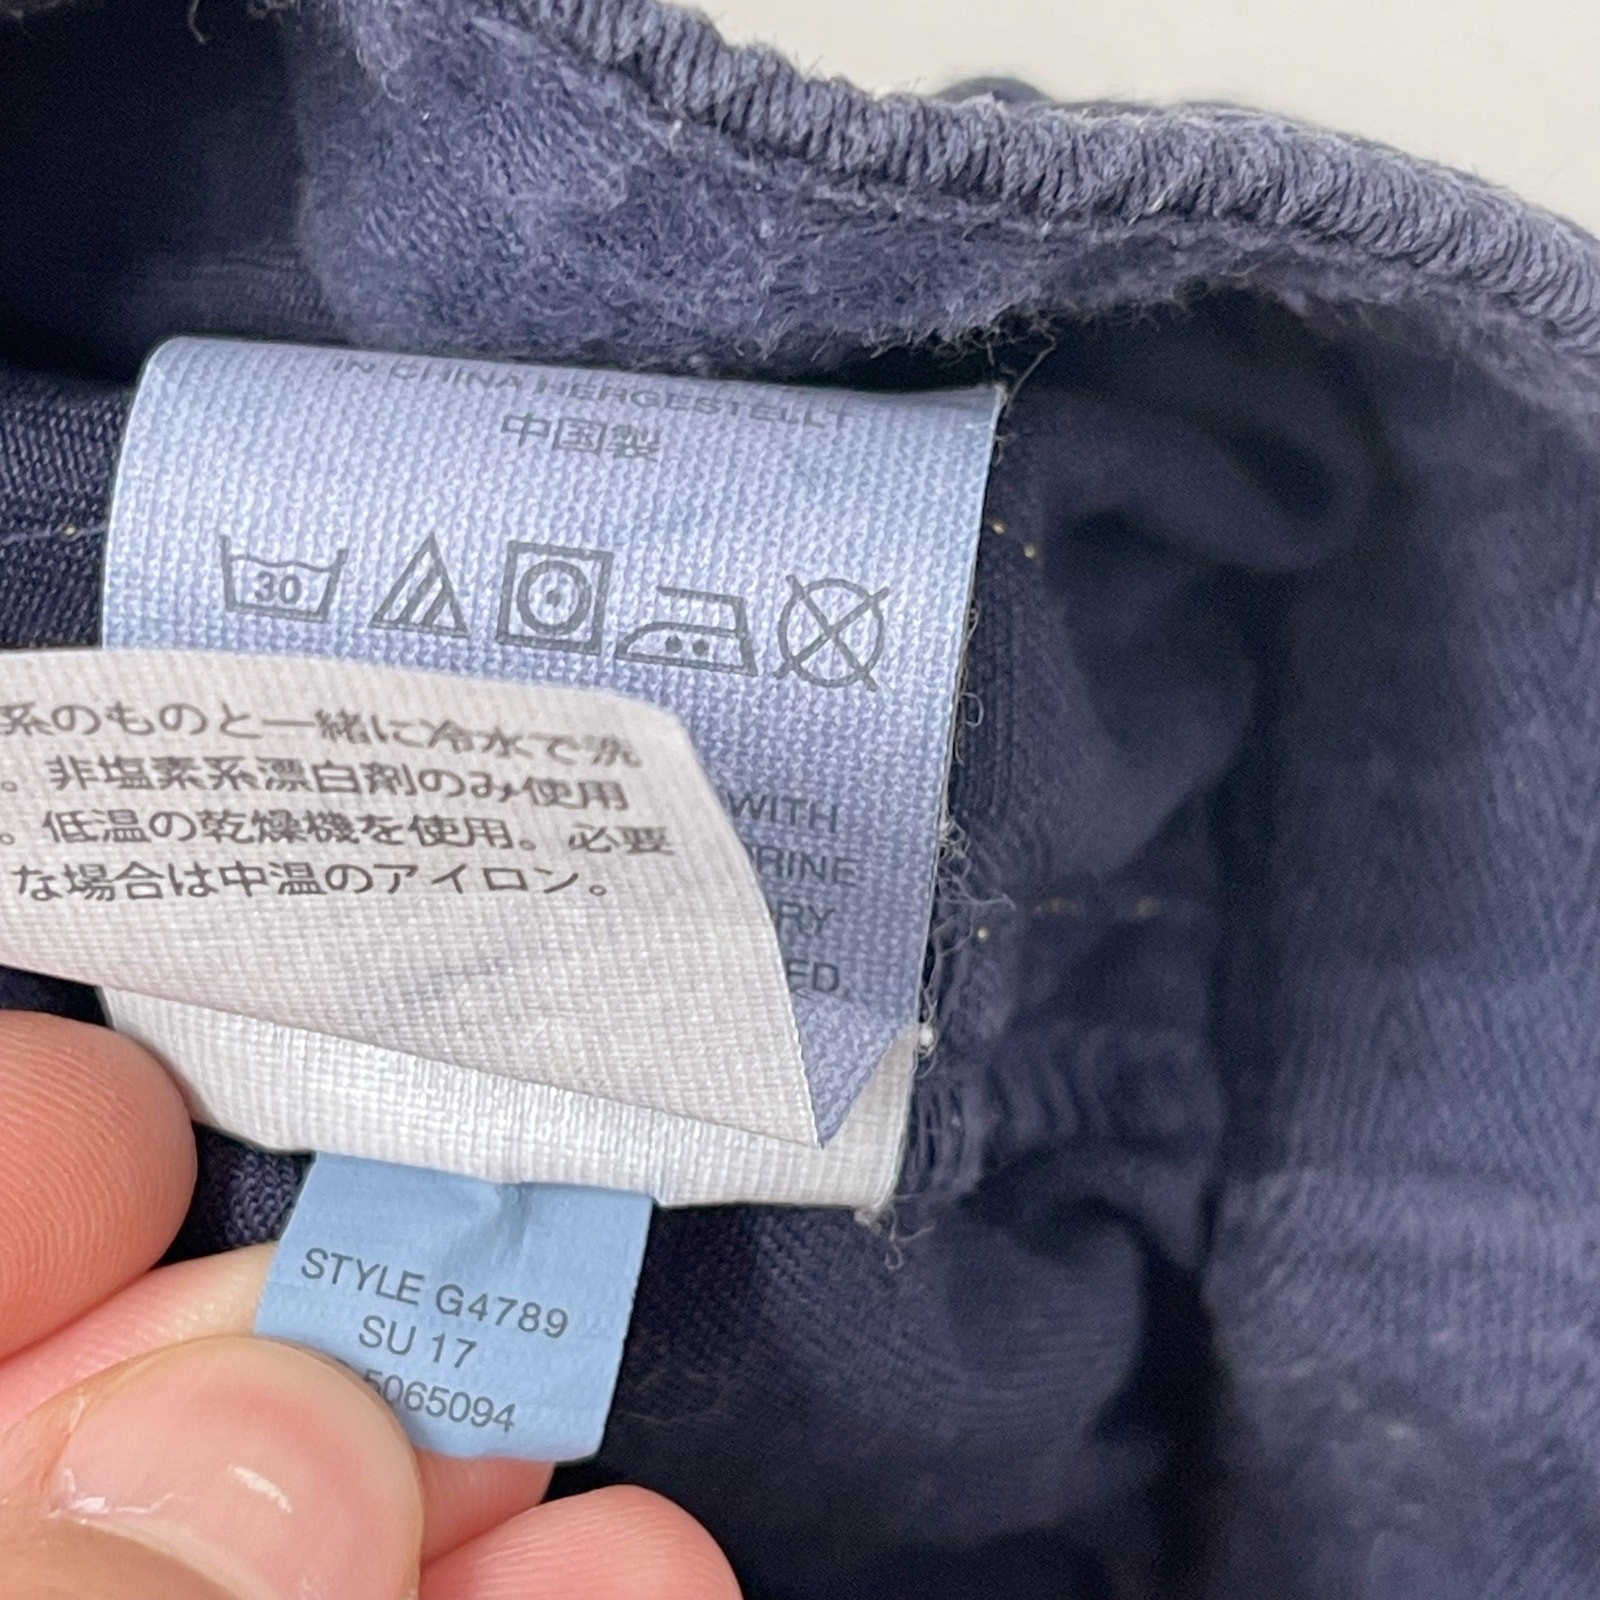 IN CHINA HERGESTELLT
中国製
30
系のものと一緒に冷水で洗
。非塩素系漂白剤のみ使用
。低温の乾燥機を使用。必要
な場合は中温のアイロン。
WITH
STYLE G4789
SU 17
5065094